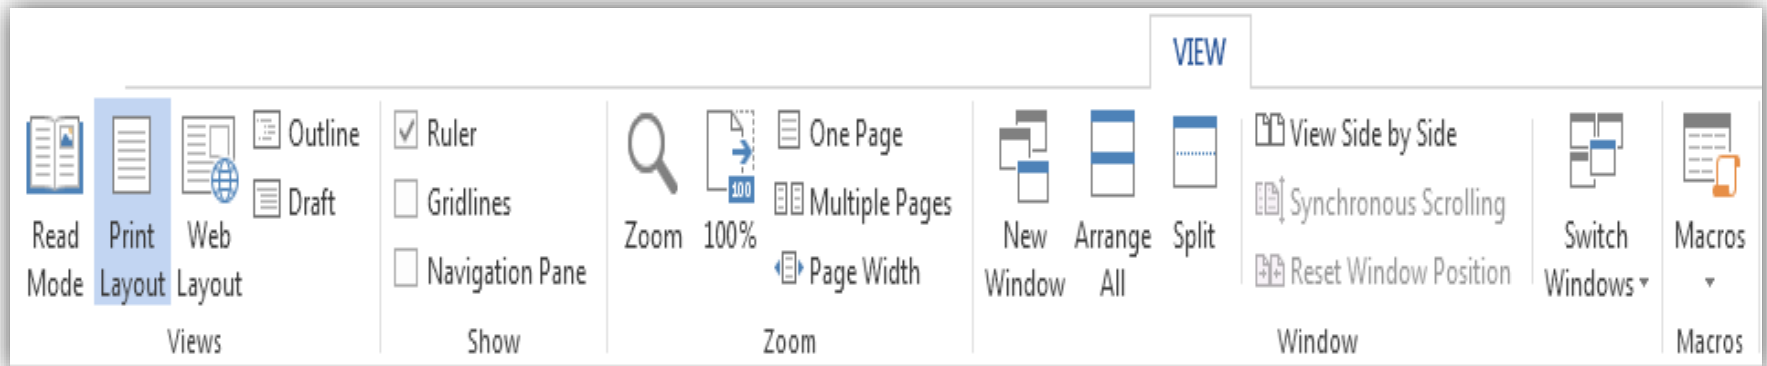 VIEW
Read Mode
Print Layout
Web Layout
Outline
Draft
Views
Ruler
Gridlines
Navigation Pane
Show
Zoom
100
100%
One Page
Multiple Pages
Page Width
Zoom
New Window
Arrange All
Split
View Side by Side
Synchronous Scrolling
Reset Window Position
Switch Windows
Window
Macros
Macros